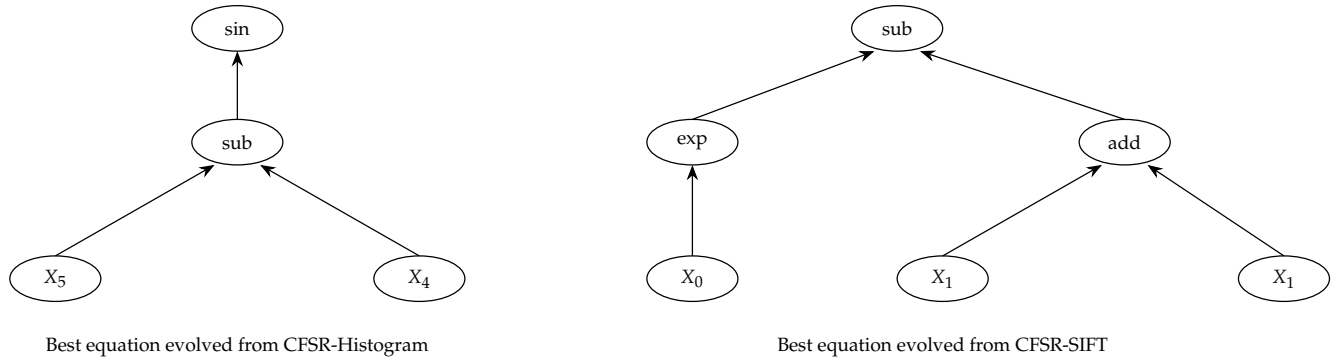 sin
sub
sub
exp
add
X5
X4
X0
X1
X1
Best equation evolved from CFSR-Histogram
Best equation evolved from CFSR-SIFT